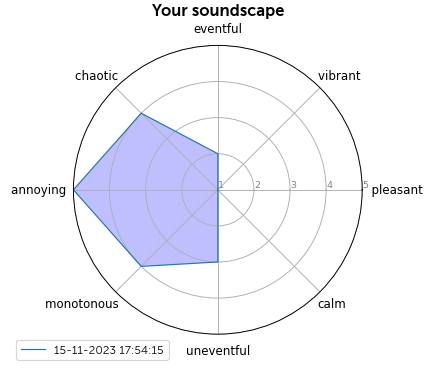 Your soundscape
eventful
chaotic
vibrant
annoying
1 2 3 4 5
pleasant
monotonous
calm
15-11-2023 17:54:15
uneventful